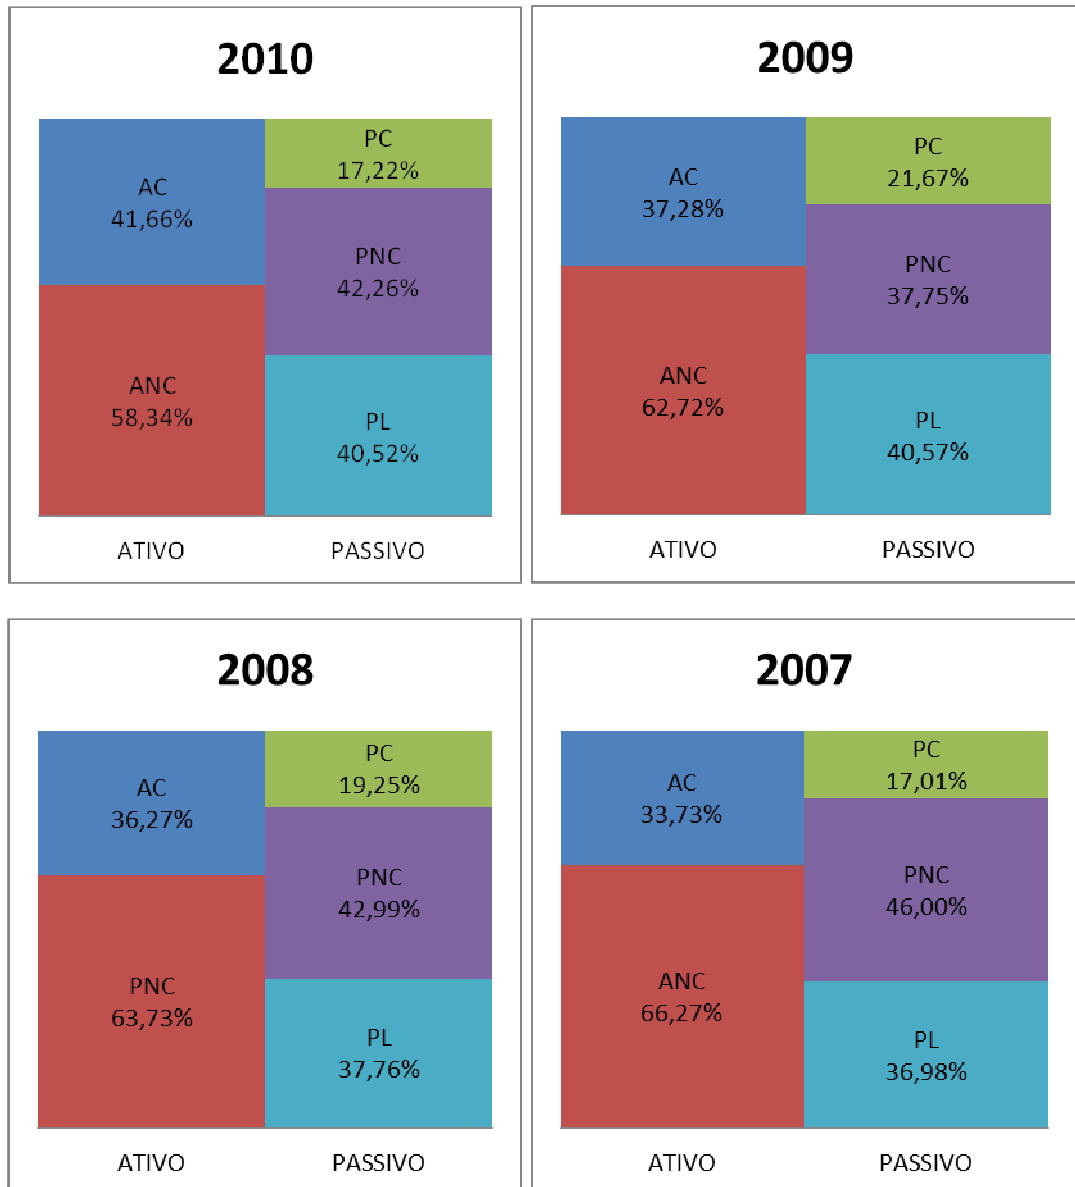 2010
AC
41,66%
ANC
58,34%
PC
17,22%
PNC
42,26%
PL
40,52%
ATIVO
PASSIVO
2009
AC
37,28%
ANC
62,72%
PC
21,67%
PNC
37,75%
PL
40,57%
ATIVO
PASSIVO
2008
AC
36,27%
PNC
63,73%
PC
19,25%
PNC
42,99%
PL
37,76%
ATIVO
PASSIVO
2007
AC
33,73%
ANC
66,27%
PC
17,01%
PNC
46,00%
PL
36,98%
ATIVO
PASSIVO